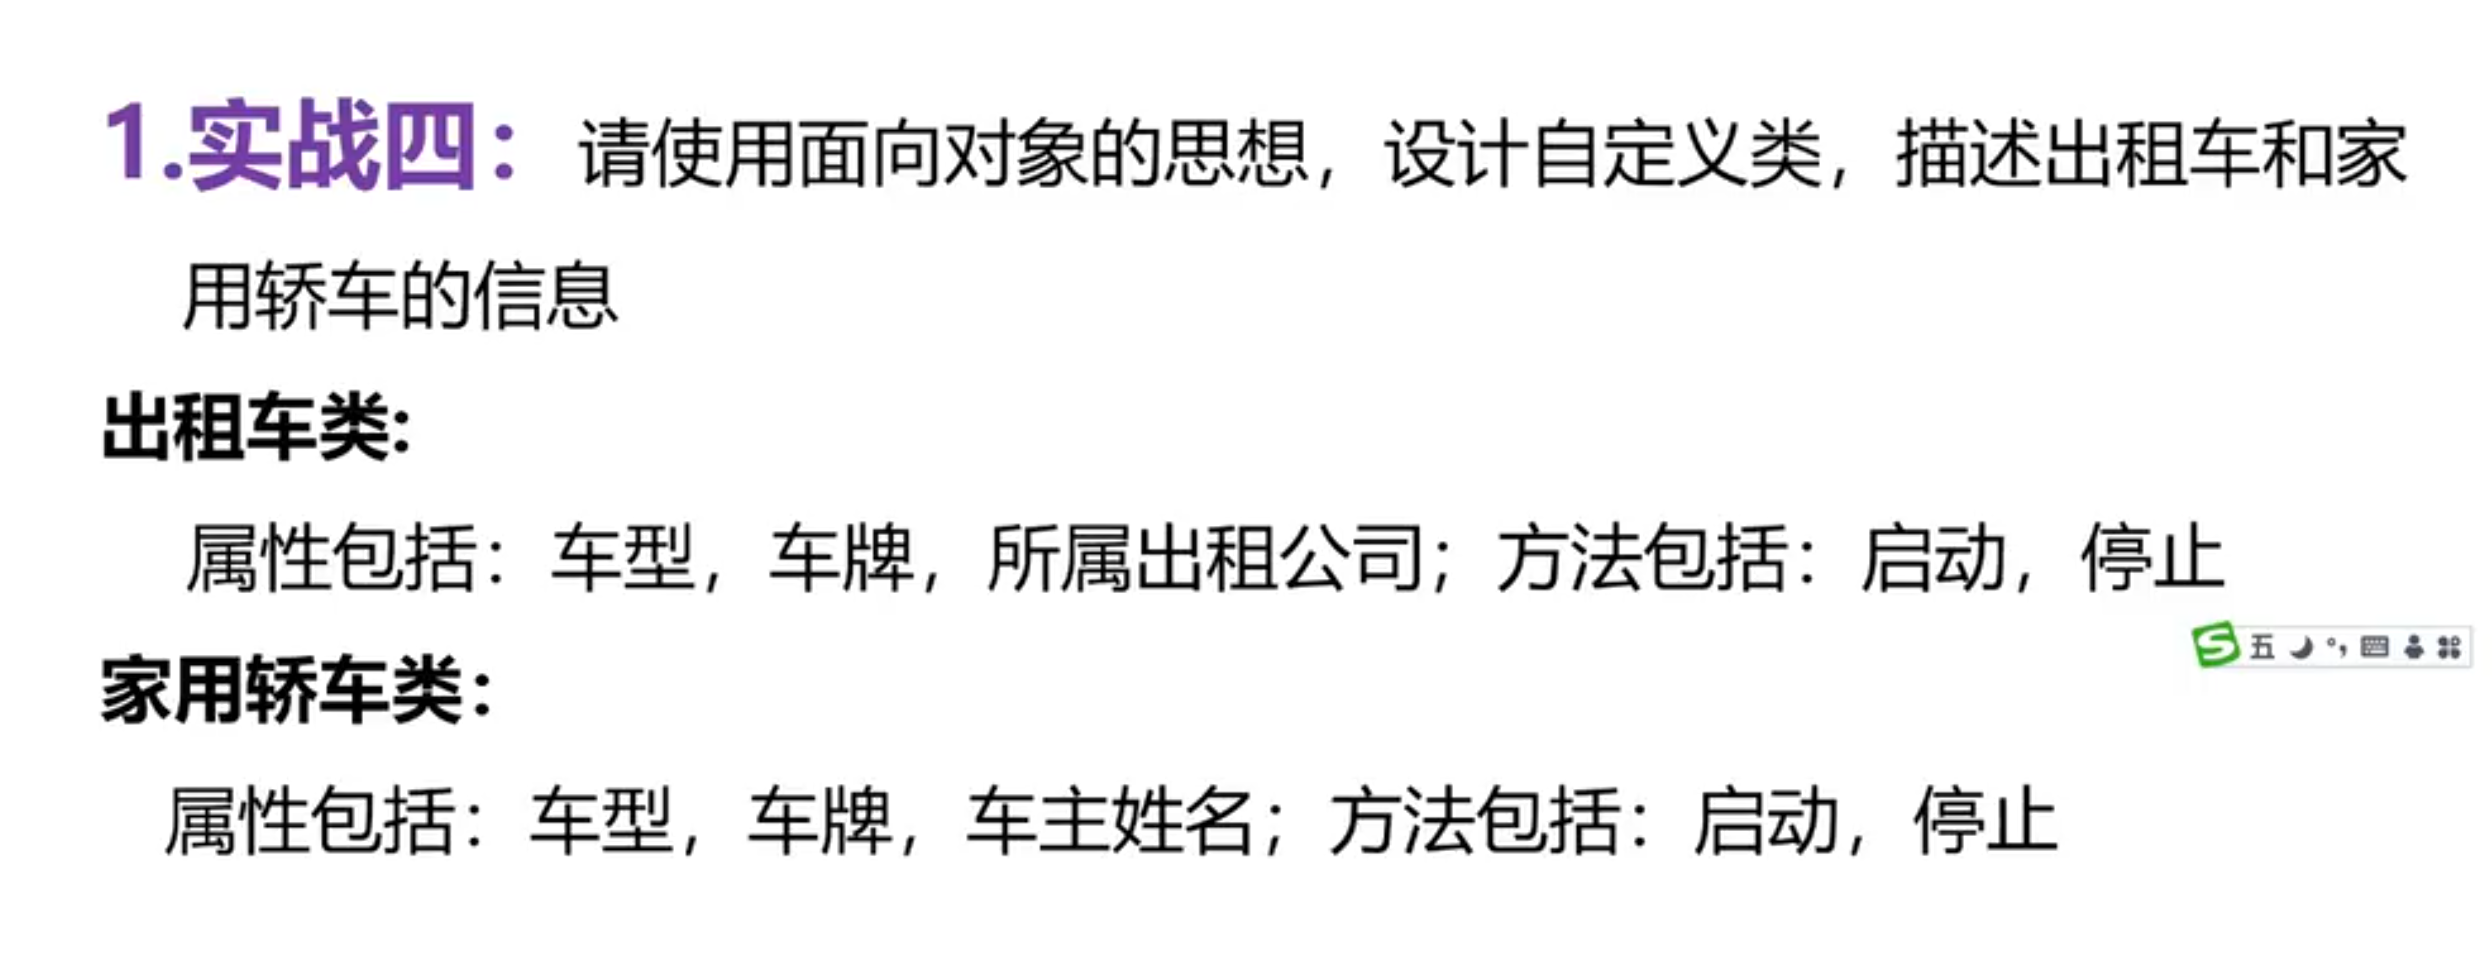 1.实战四：请使用面向对象的思想，设计自定义类，描述出租车和家
用轿车的信息
出租车类:
属性包括：车型，车牌，所属出租公司；方法包括：启动，停止
五
家用轿车类：
属性包括：车型，车牌，车主姓名；方法包括：启动，停止